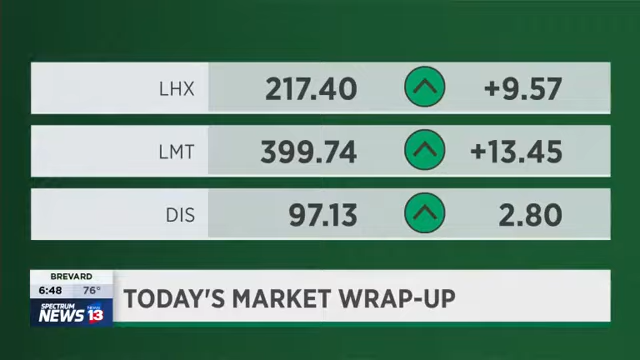 LHX 217.40 +9.57
LMT 399.74 +13.45
DIS 97.13 2.80
BREVARD
6:48 76°
TODAY'S MARKET WRAP-UP
SPECTRUM
NEWS 13